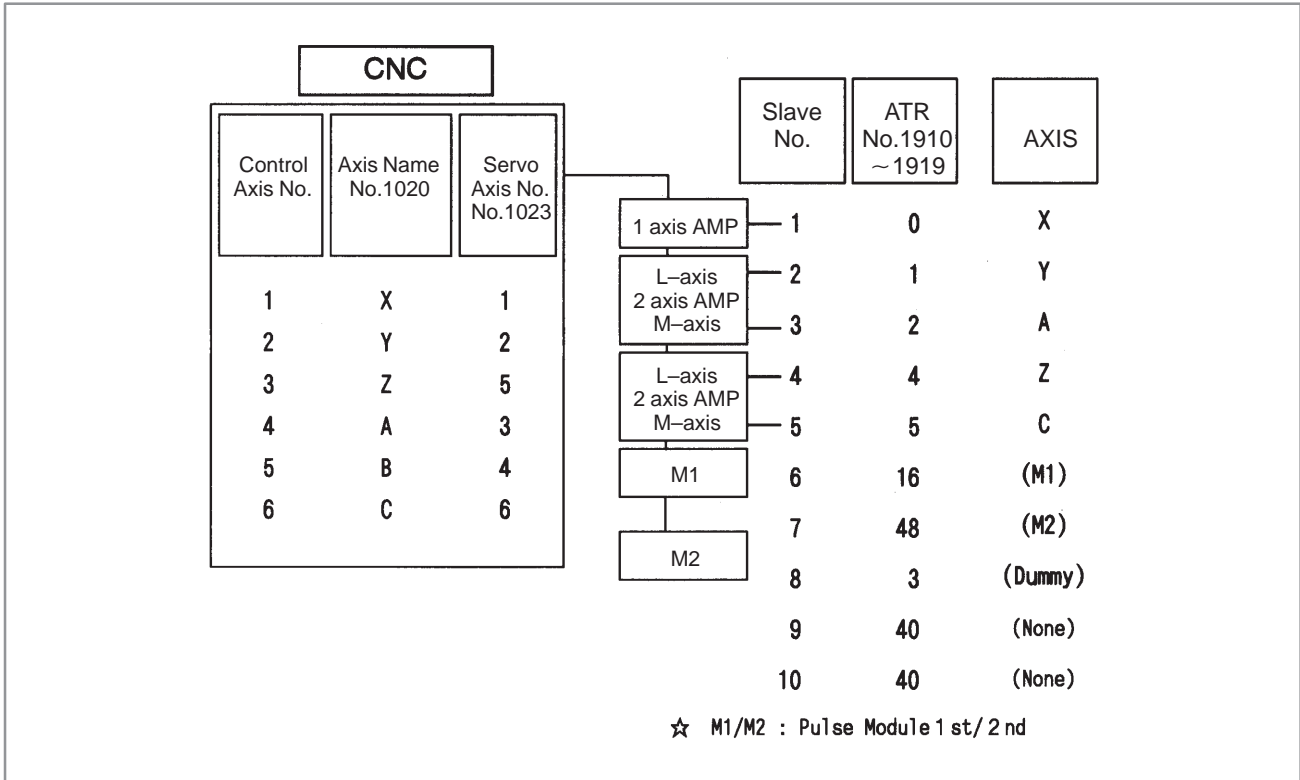 CNC
Control
Axis No.
Axis Name
No.1020
Servo
Axis No.
No.1023
1 X 1
2 Y 2
3 Z 5
4 A 3
5 B 4
6 C 6
1 axis AMP
L–axis
2 axis AMP
M–axis
L–axis
2 axis AMP
M–axis
M1
M2
Slave
No.
ATR
No.1910
～1919
AXIS
1 0 X
2 1 Y
3 2 A
4 4 Z
5 5 C
6 16 (M1)
7 48 (M2)
8 3 (Dummy)
9 40 (None)
10 40 (None)
☆ M1/M2 : Pulse Module 1 st/ 2 nd